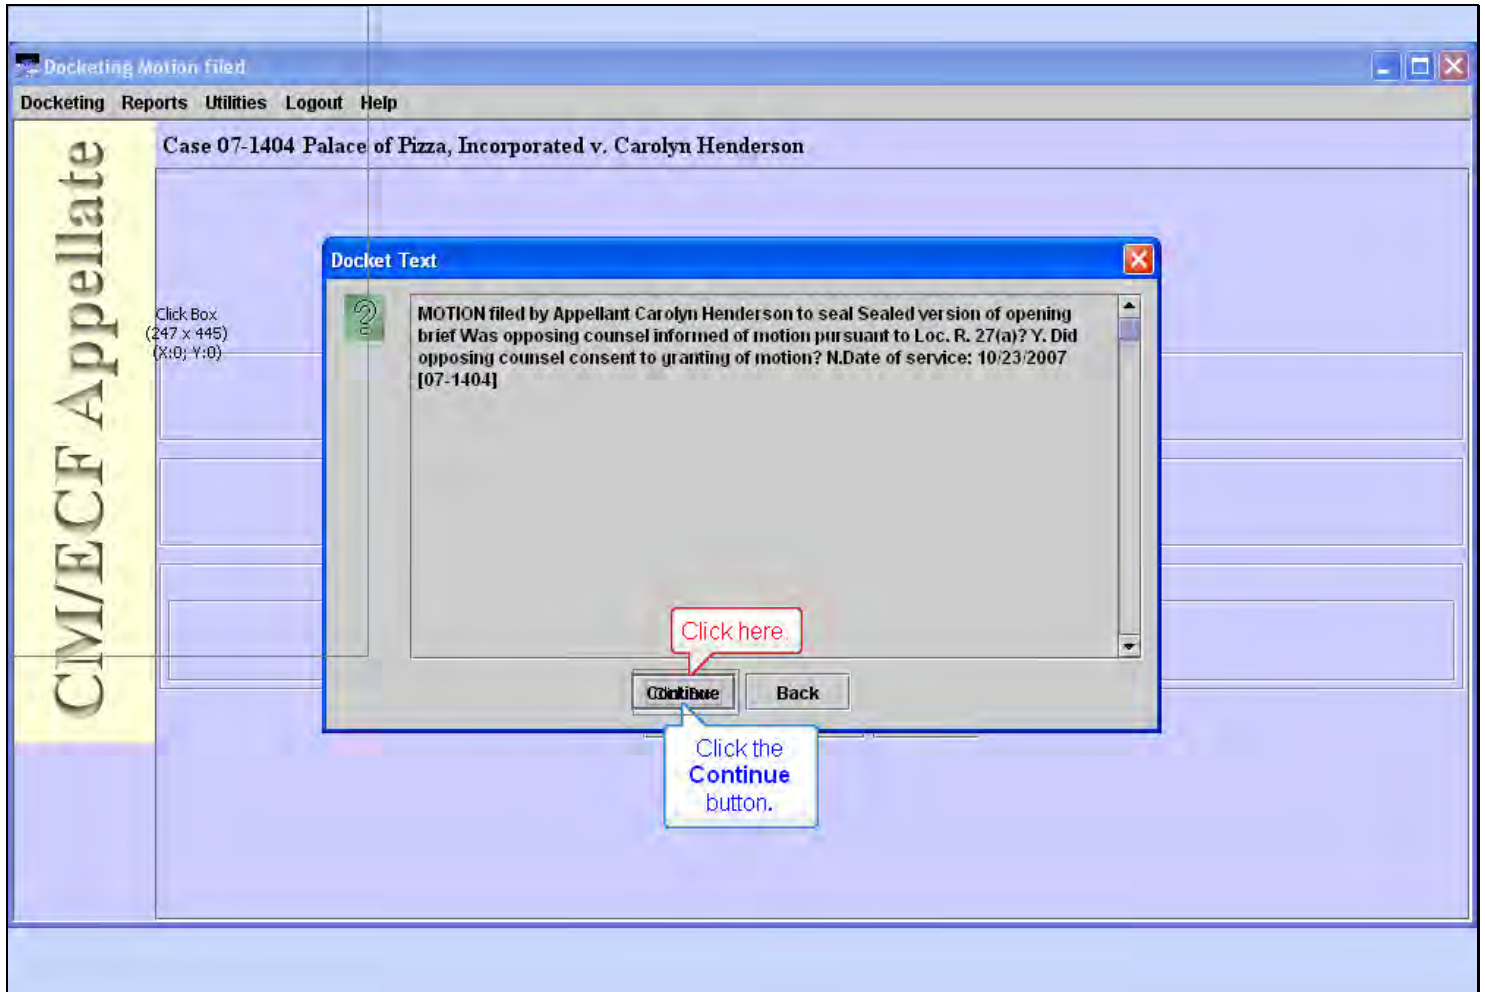 Docketing Motion filed
Docketing Reports Utilities Logout Help
CM/ECF Appellate
Case 07-1404 Palace of Pizza, Incorporated v. Carolyn Henderson
Click Box
(247 x 445)
(X:0; Y:0)
Docket Text
MOTION filed by Appellant Carolyn Henderson to seal Sealed version of opening
brief Was opposing counsel informed of motion pursuant to Loc. R. 27(a)? Y. Did
opposing counsel consent to granting of motion? N.Date of service: 10/23/2007
[07-1404]
Click here.
Continue Back
Click the
Continue
button.